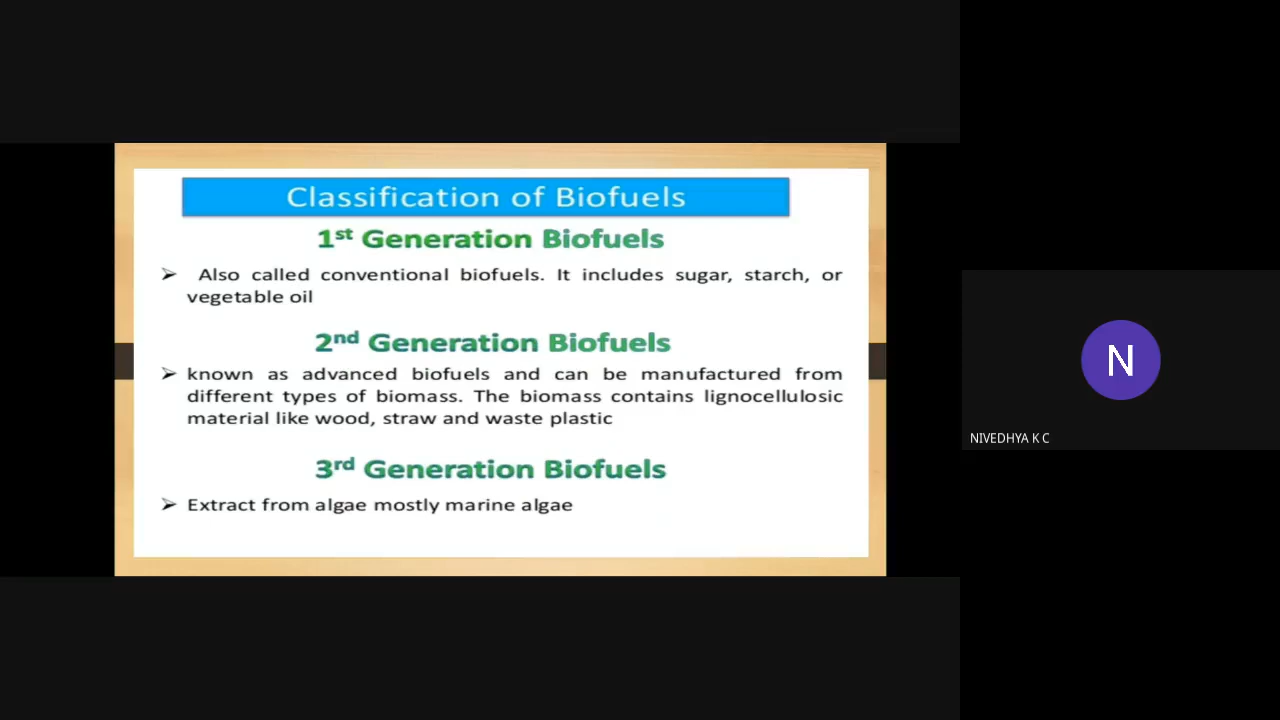 Classification of Biofuels
1st Generation Biofuels
➢ Also called conventional biofuels. It includes sugar, starch, or
vegetable oil
2nd Generation Biofuels
➢ known as advanced biofuels and can be manufactured from
different types of biomass. The biomass contains lignocellulosic
material like wood, straw and waste plastic
3rd Generation Biofuels
➢ Extract from algae mostly marine algae
N
NIVEDHYA K C